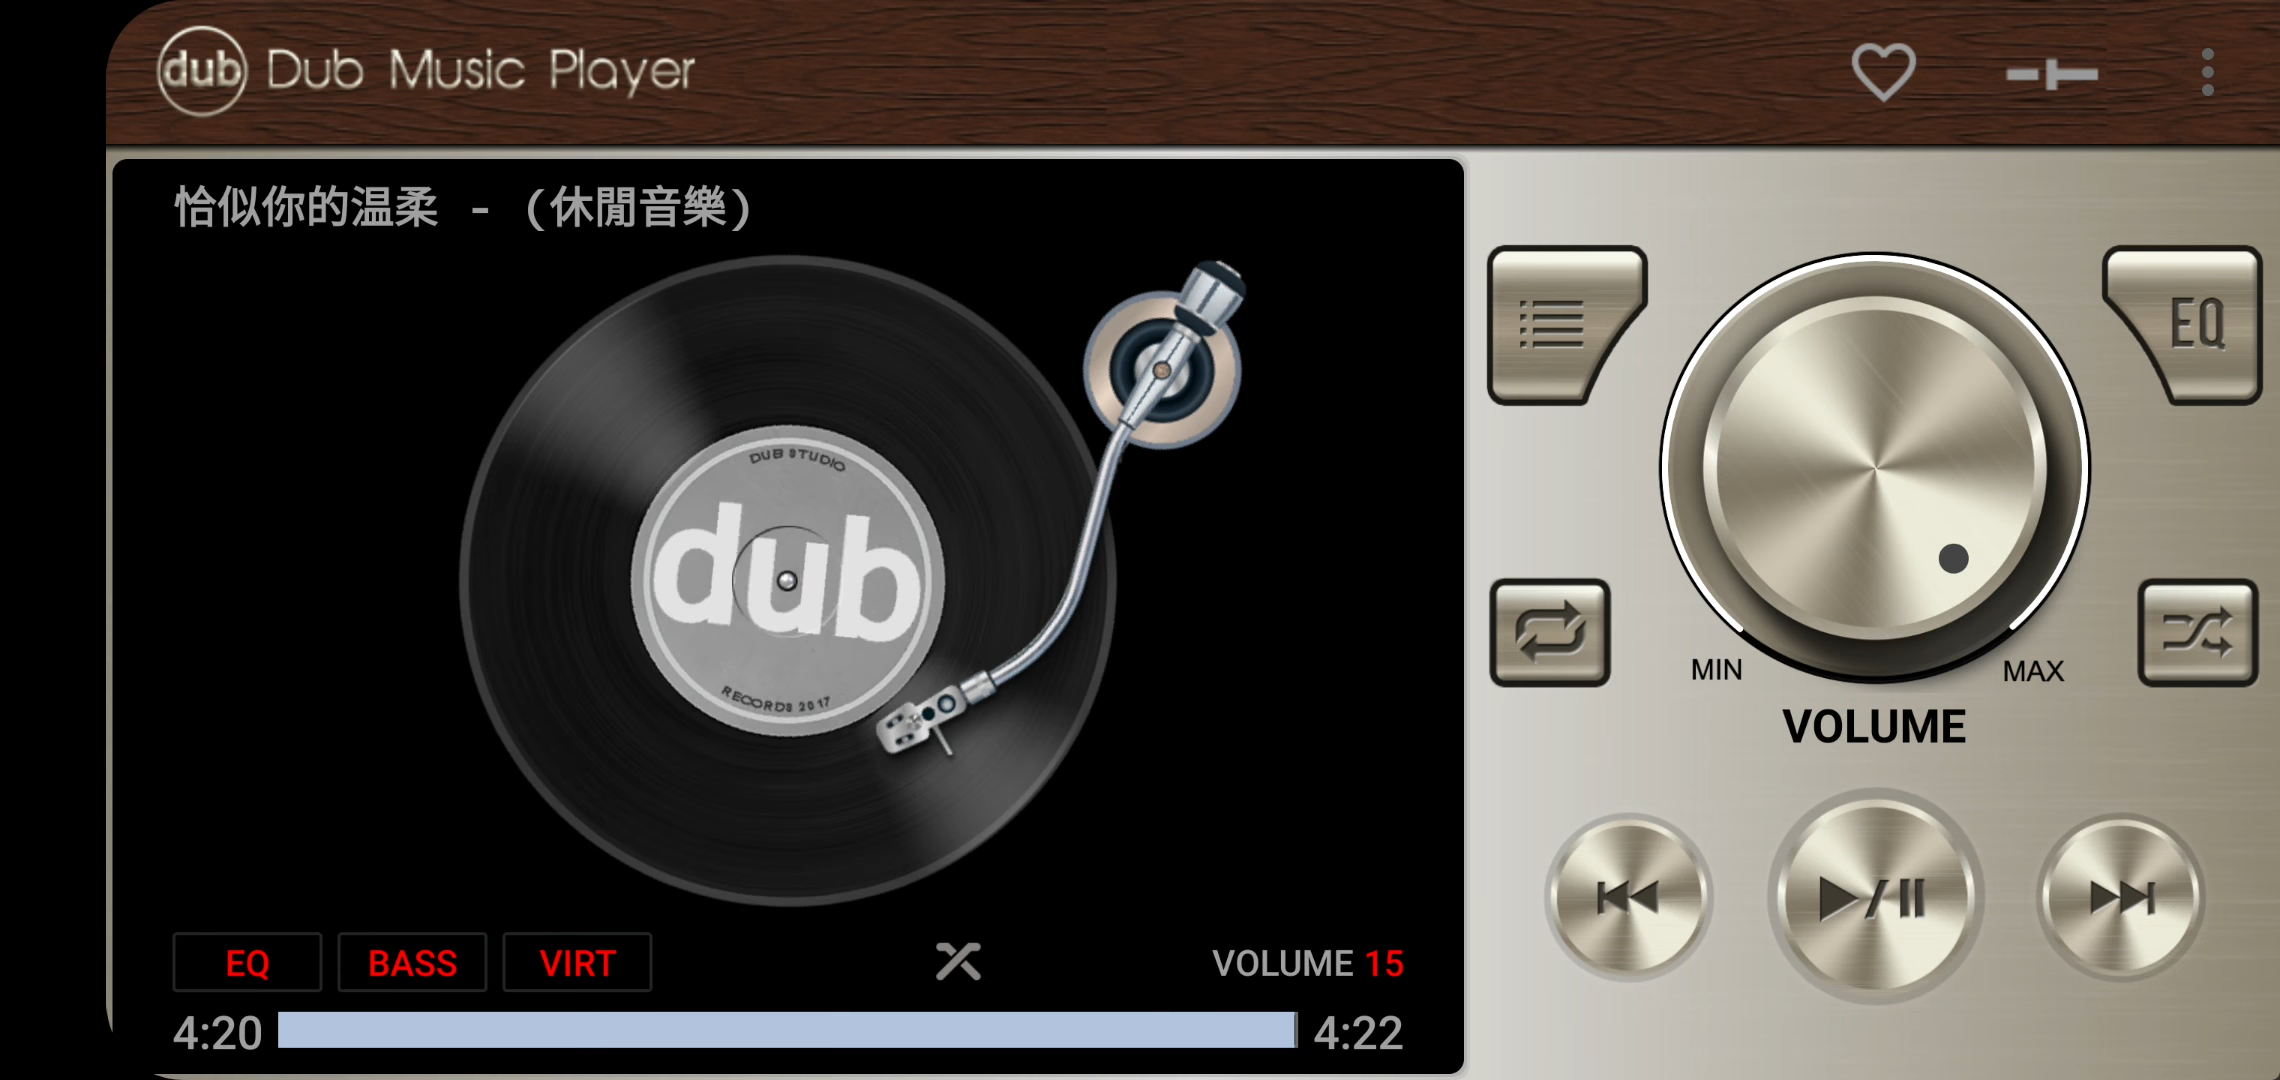 dub Dub Music Player
恰似你的温柔 - (休閒音樂)
DUB STUDIO
dub
RECORDS 2017
EQ
MIN
MAX
VOLUME
EQ BASS VIRT
VOLUME 15
4:20
4:22